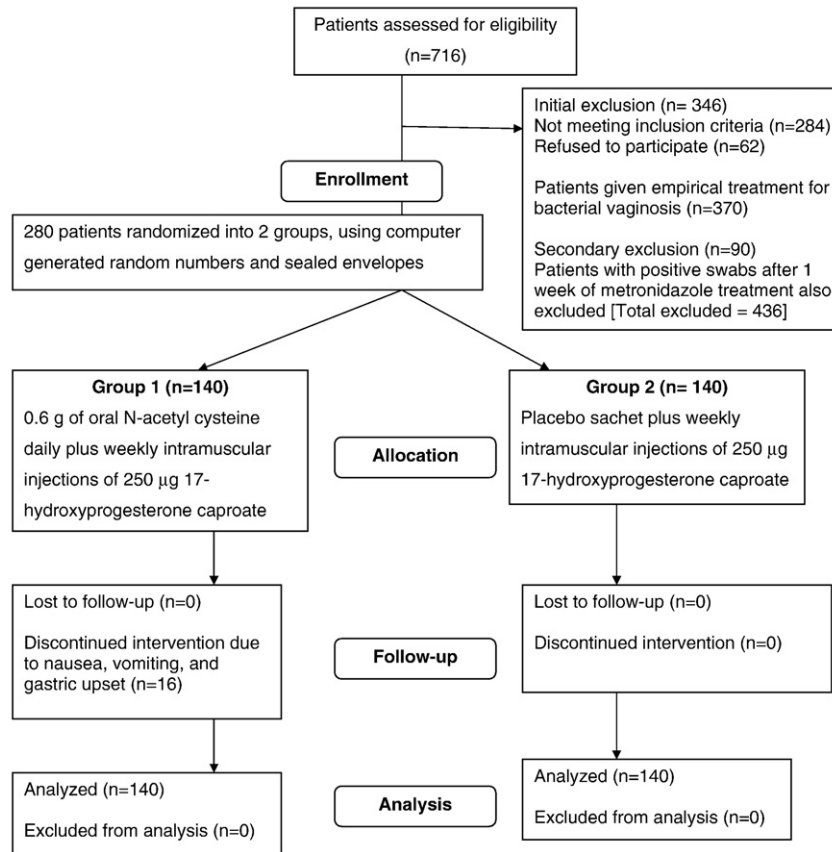 Patients assessed for eligibility
(n=716)
Initial exclusion (n= 346)
Not meeting inclusion criteria (n=284)
Refused to participate (n=62)
Patients given empirical treatment for
bacterial vaginosis (n=370)
Secondary exclusion (n=90)
Patients with positive swabs after 1
week of metronidazole treatment also
excluded [Total excluded = 436]
Enrollment
280 patients randomized into 2 groups, using computer
generated random numbers and sealed envelopes
Group 1 (n=140)
0.6 g of oral N-acetyl cysteine
daily plus weekly intramuscular
injections of 250 μg 17-
hydroxyprogesterone caproate
Allocation
Group 2 (n= 140)
Placebo sachet plus weekly
intramuscular injections of 250 μg
17-hydroxyprogesterone caproate
Lost to follow-up (n=0)
Discontinued intervention due
to nausea, vomiting, and
gastric upset (n=16)
Follow-up
Lost to follow-up (n=0)
Discontinued intervention (n=0)
Analyzed (n=140)
Excluded from analysis (n=0)
Analysis
Analyzed (n=140)
Excluded from analysis (n=0)